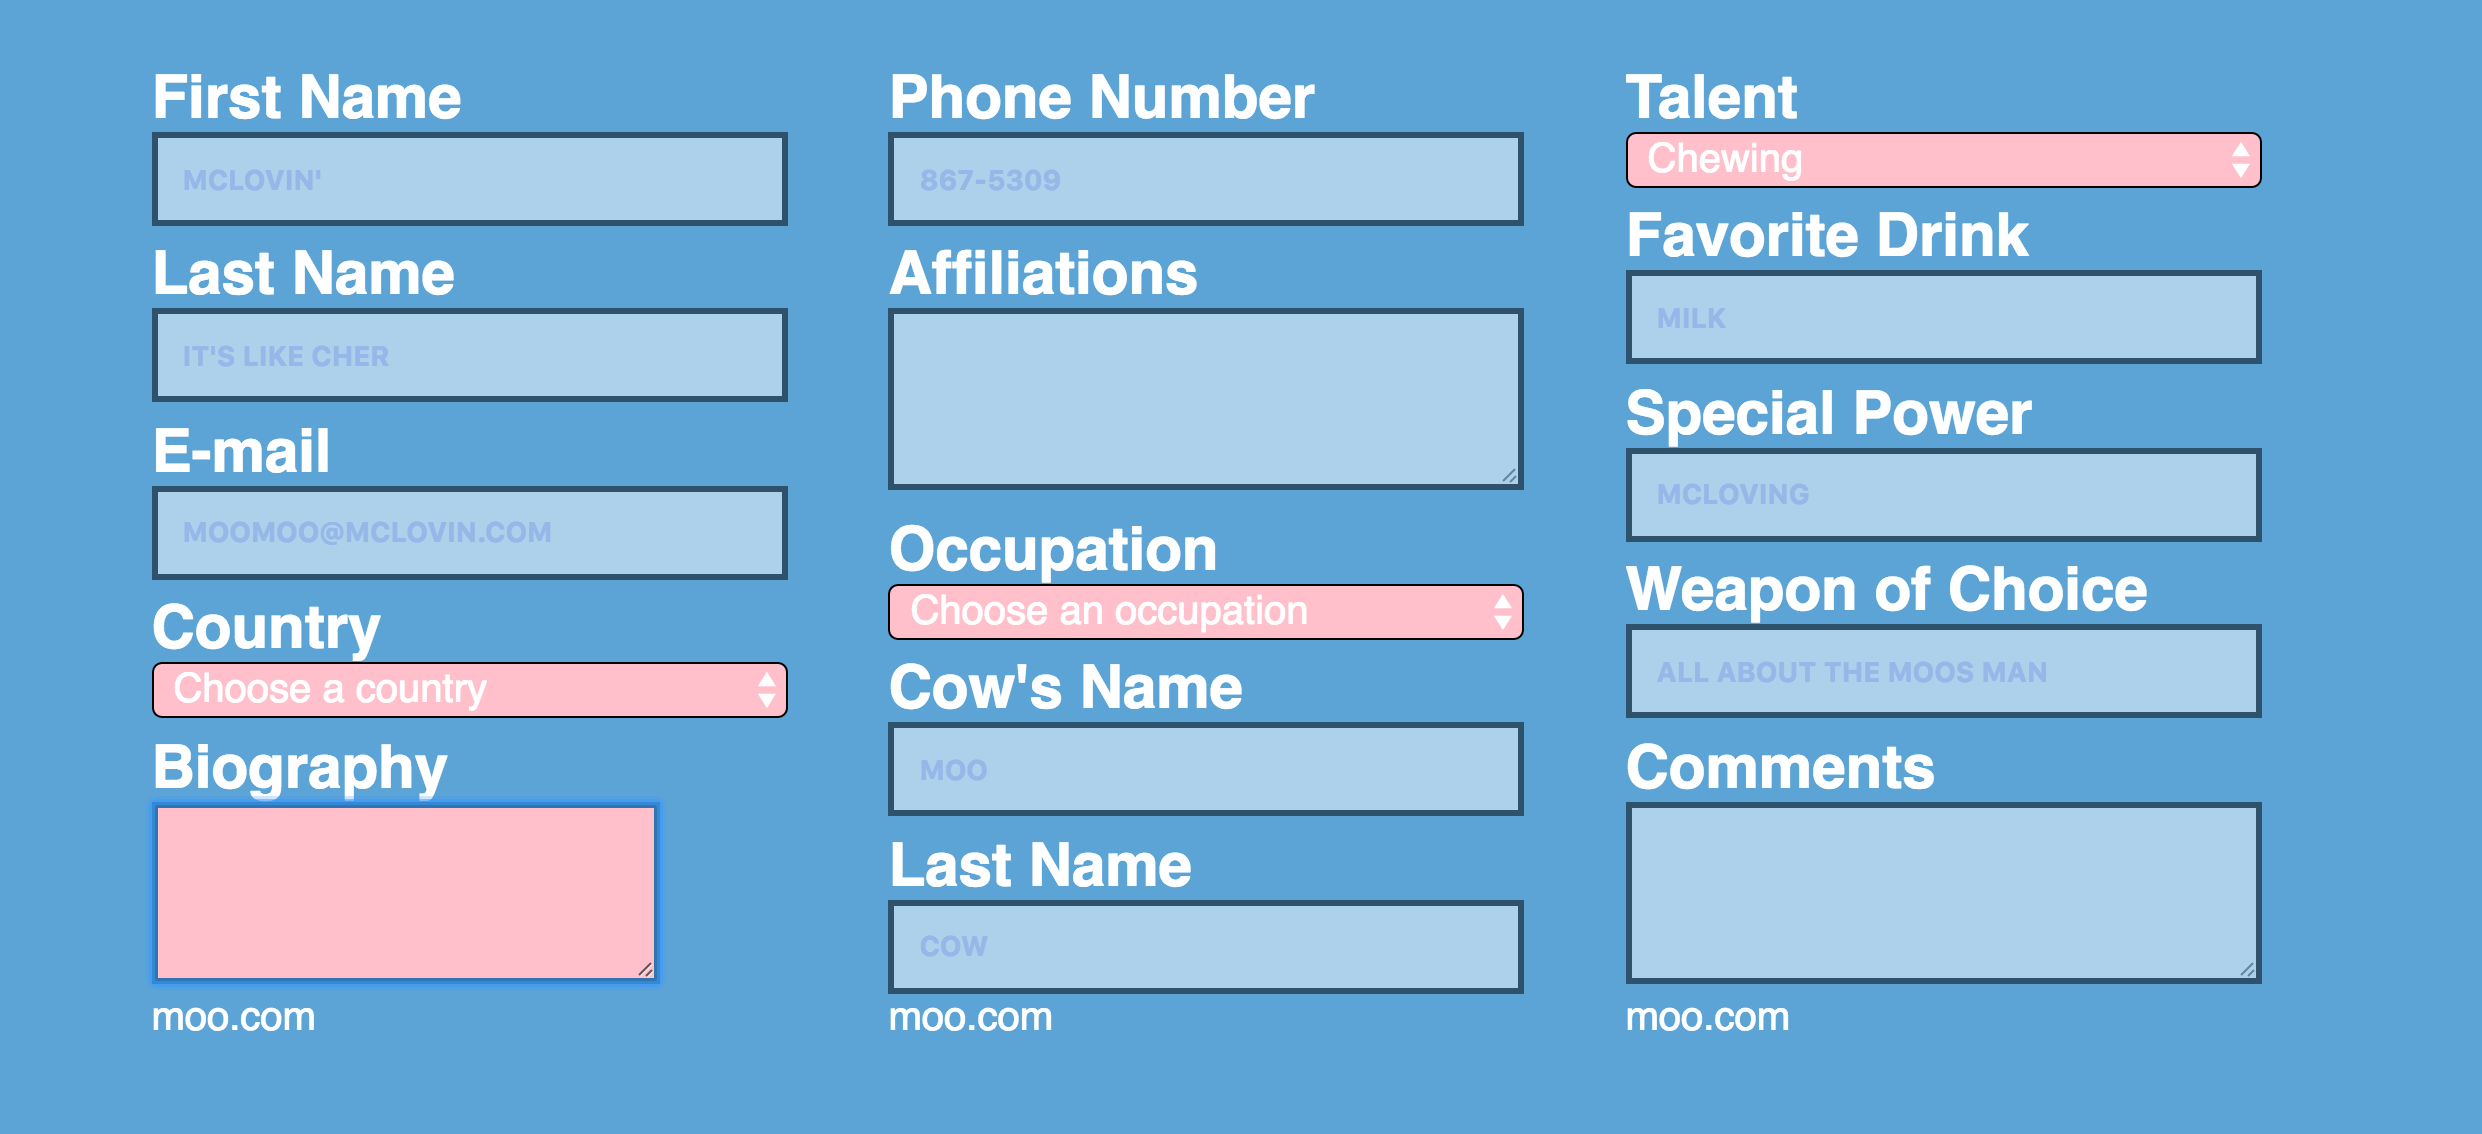 First Name
MCLOVIN'
Last Name
IT'S LIKE CHER
E-mail
MOOMOO@MCLOVIN.COM
Country
Choose a country
Biography
moo.com
Phone Number
867-5309
Affiliations
Occupation
Choose an occupation
Cow's Name
MOO
Last Name
COW
moo.com
Talent
Chewing
Favorite Drink
MILK
Special Power
MCLOVING
Weapon of Choice
ALL ABOUT THE MOOS MAN
Comments
moo.com